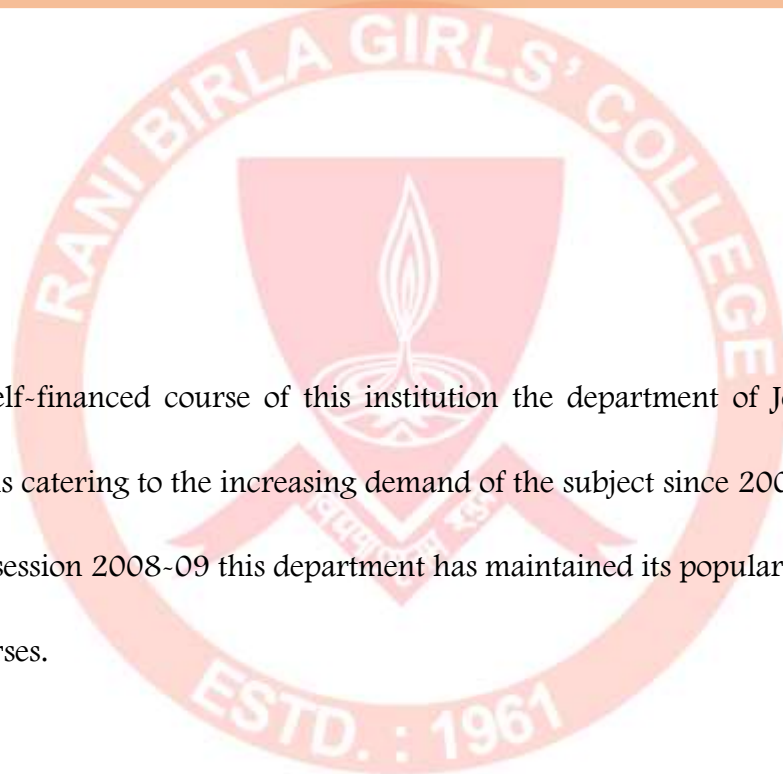 RANI BIRLA GIRLS' COLLEGE
elf-financed course of this institution the department of J
s catering to the increasing demand of the subject since 200
session 2008-09 this department has maintained its popular
rses.
ESTD. : 1961